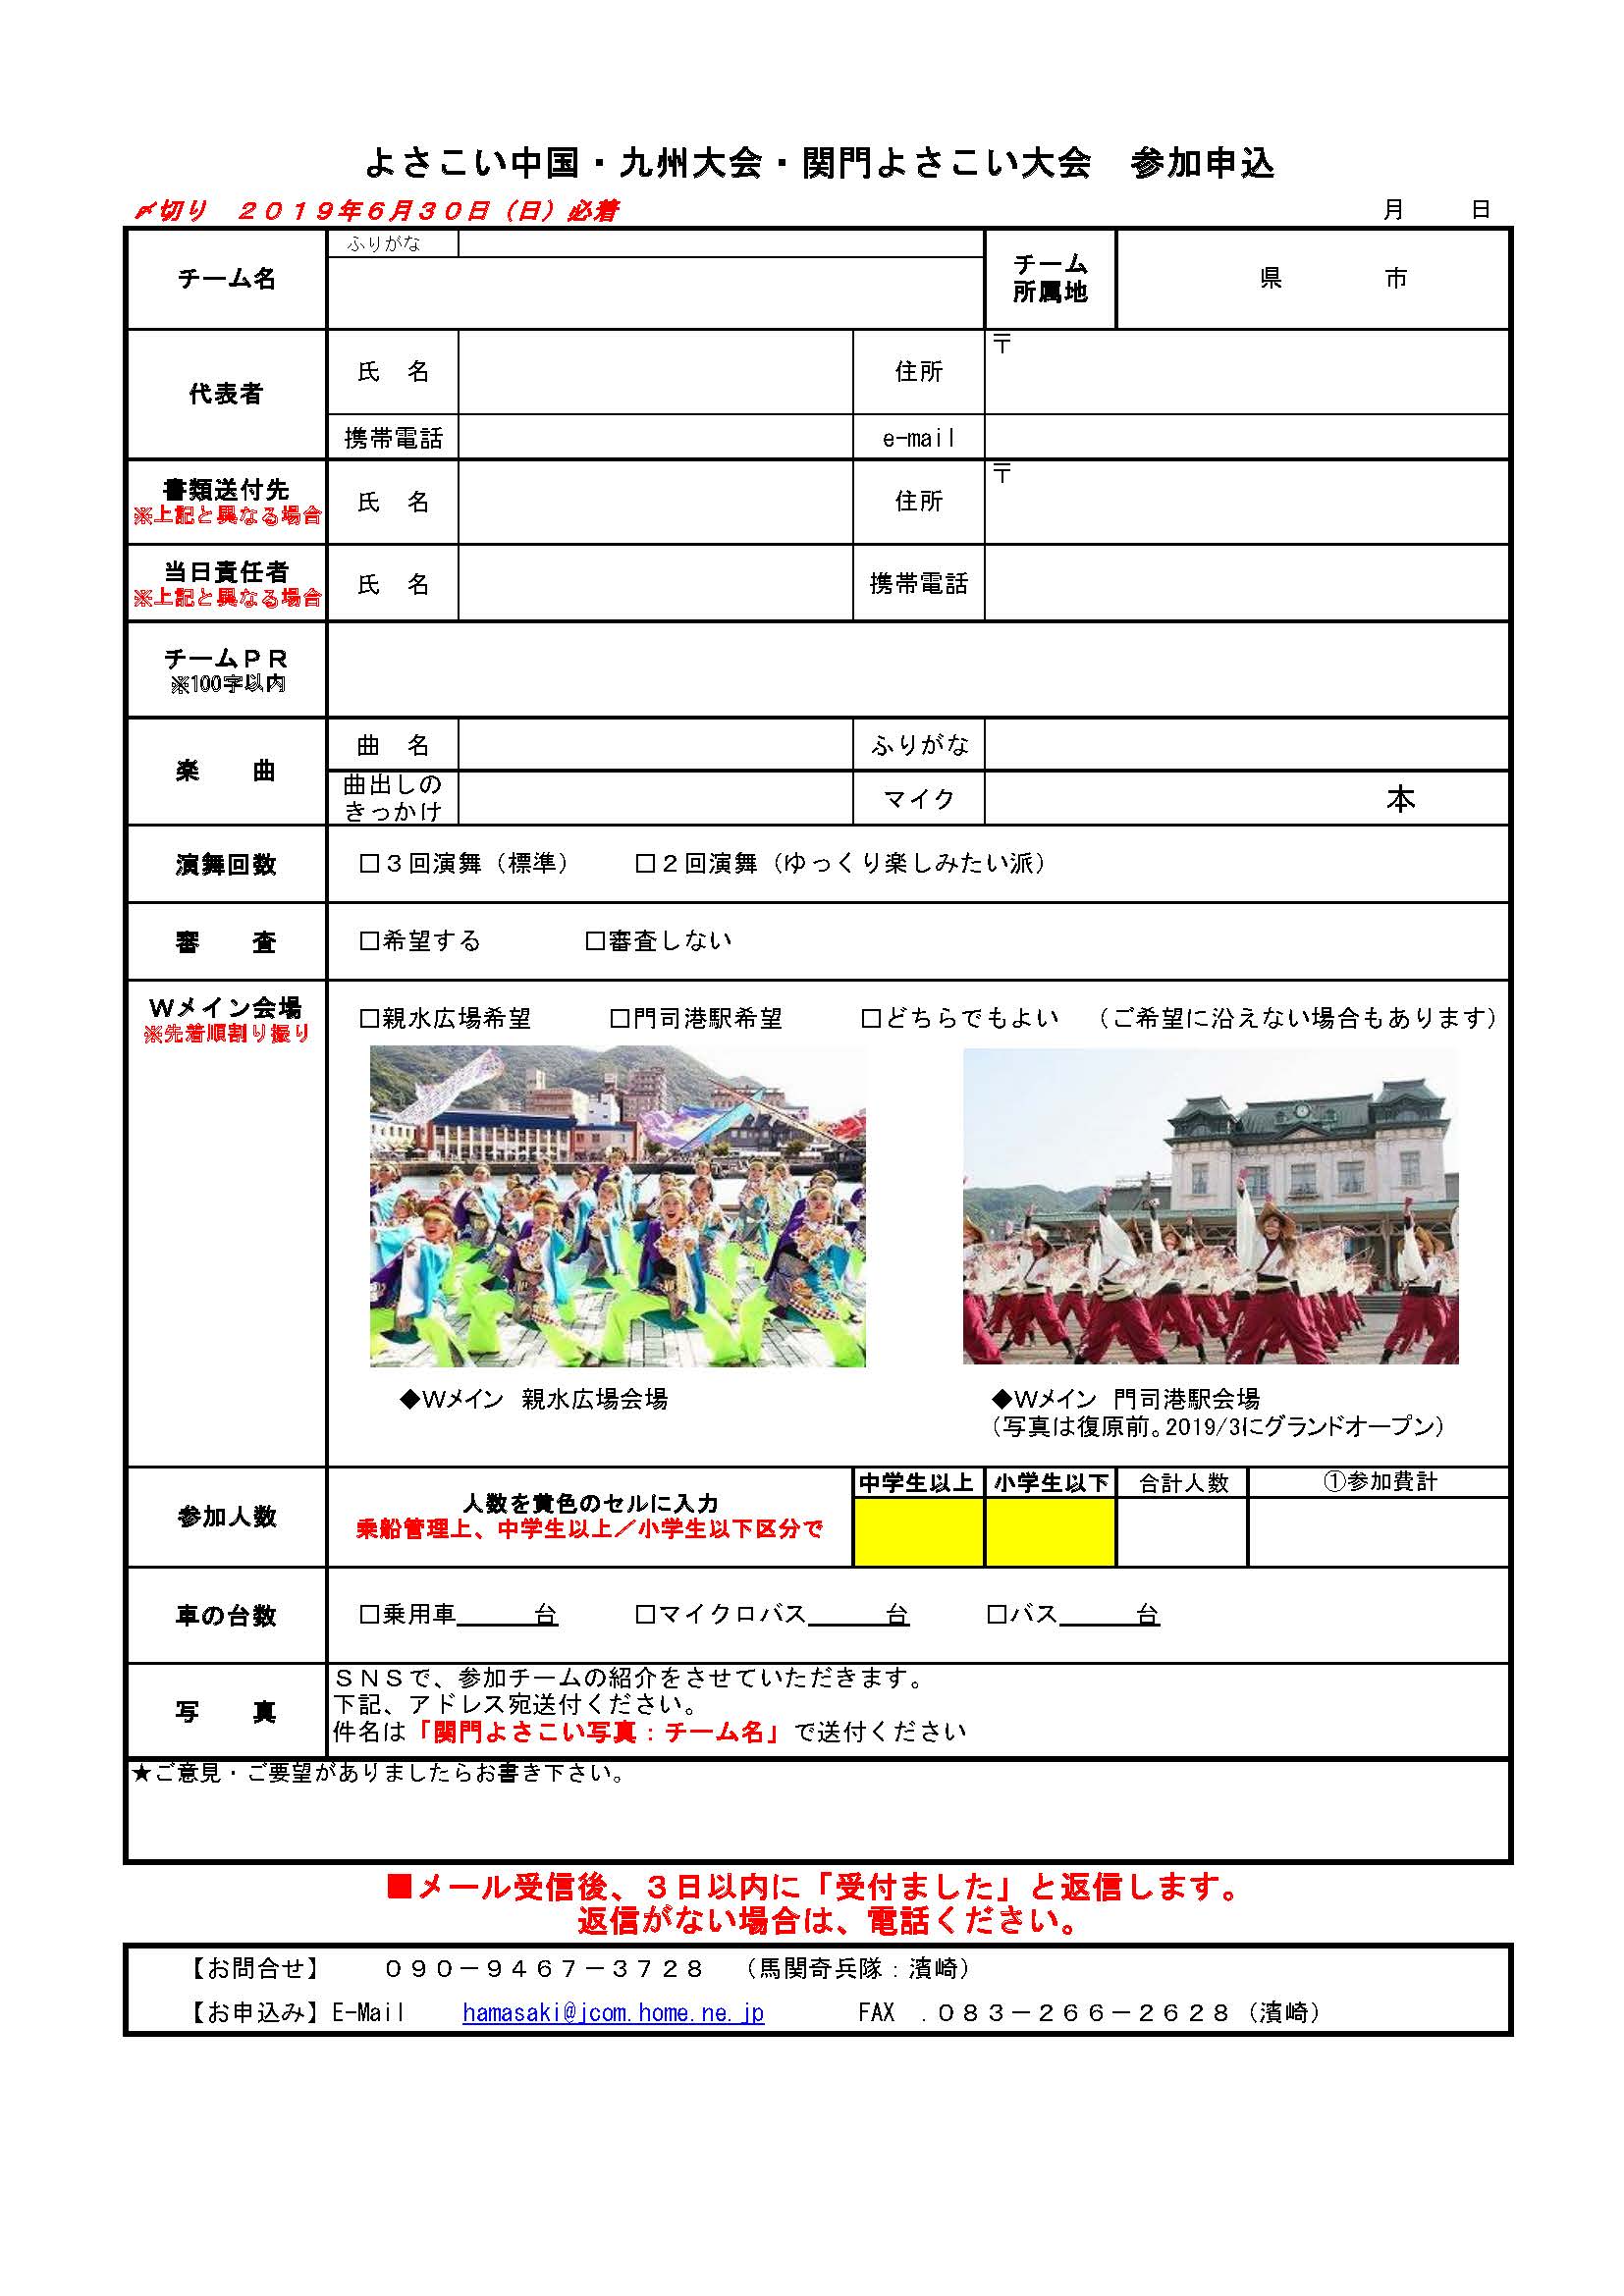 よさこい中国・九州大会・関門よさこい大会　参加申込
〆切り　２０１９年６月３０日（日）必着
月　　日
チーム名
ふりがな
チーム
所属地
県　　　　市
代表者
氏　名
住所
〒
携帯電話
e-mail
書類送付先
※上記と異なる場合
氏　名
住所
〒
当日責任者
※上記と異なる場合
氏　名
携帯電話
チームＰＲ
※100字以内
楽　　曲
曲　名
ふりがな
曲出しの
きっかけ
マイク
本
演舞回数
□３回演舞（標準）　　□２回演舞（ゆっくり楽しみたい派）
審　　査
□希望する　　　　□審査しない
Ｗメイン会場
※先着順割り振り
□親水広場希望　　　□門司港駅希望　　　□どちらでもよい　（ご希望に沿えない場合もあります）
◆Ｗメイン　親水広場会場
◆Ｗメイン　門司港駅会場
（写真は復原前。2019/3にグランドオープン）
参加人数
人数を黄色のセルに入力
乗船管理上、中学生以上／小学生以下区分で
中学生以上
小学生以下
合計人数
①参加費計
車の台数
□乗用車＿＿＿台　　　□マイクロバス＿＿＿台　　　□バス＿＿＿台
写　　真
ＳＮＳで、参加チームの紹介をさせていただきます。
下記、アドレス宛送付ください。
件名は「関門よさこい写真：チーム名」で送付ください
★ご意見・ご要望がありましたらお書き下さい。
■メール受信後、３日以内に「受付ました」と返信します。
返信がない場合は、電話ください。
【お問合せ】　　０９０－９４６７－３７２８　（馬関奇兵隊：濱崎）
【お申込み】E-Mail　　hamasaki@jcom.home.ne.jp　　　FAX　.０８３－２６６－２６２８（濱崎）